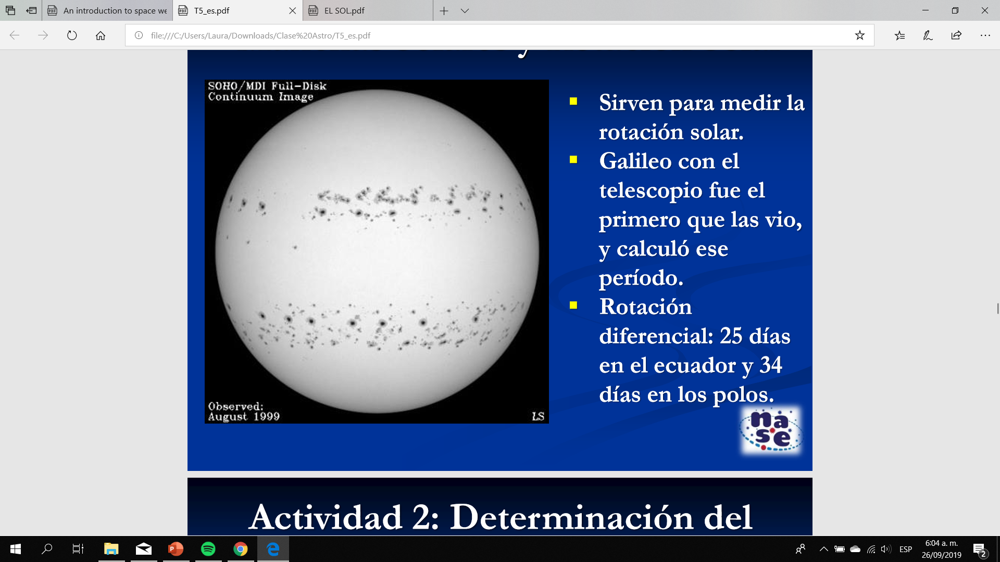 An introduction to space we
T5_es.pdf
EL SOL.pdf
file:///C:/Users/Laura/Downloads/Clase%20Astro/T5_es.pdf
SOHO/MDI Full-Disk
Continuum Image
Observed:
August 1999
LS
Sirven para medir la
rotación solar.
Galileo con el
telescopio fue el
primero que las vio,
y calculó ese
período.
Rotación
diferencial: 25 días
en el ecuador y 34
días en los polos.
na
se
Actividad 2: Determinación del
ESP
6:04 a. m.
26/09/2019
2